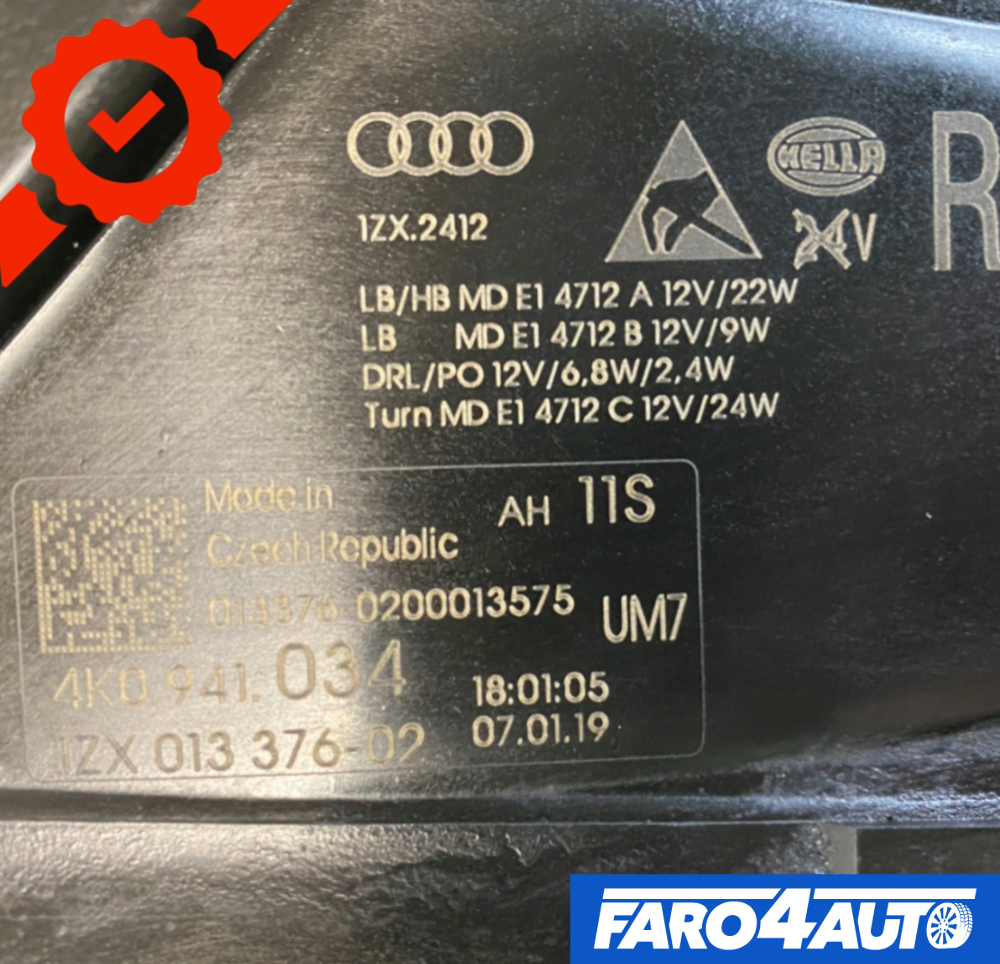 HELLA
R
1ZX.2412
24V
LB/HB MD E1 4712 A 12V/22W
LB MD E1 4712 B 12V/9W
DRL/PO 12V/6,8W/2,4W
Turn MD E1 4712 C 12V/24W
Made in
Czech Republic
AH 11S
013376 0200013575
UM7
4K0.941.034
18:01:05
1ZX 013 376-02
07.01.19
FARO4AUTO